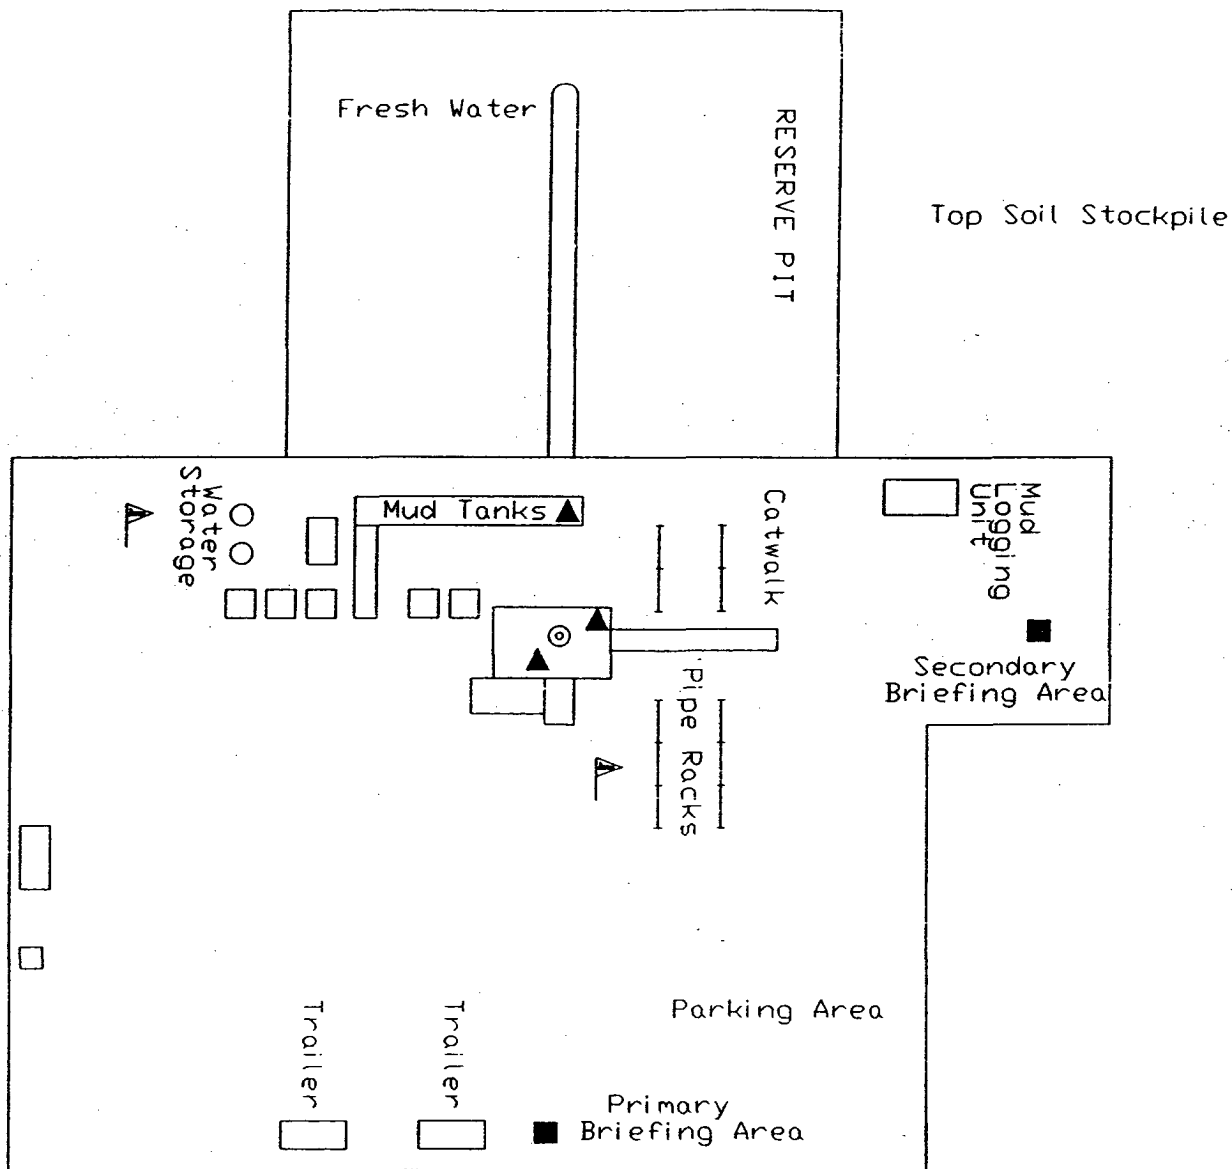 Fresh Water
RESERVE PIT
Top Soil Stockpile
Water
Storage
Mud Tanks
Catwalk
Mud
Logging
Unit
Secondary
Briefing Area
Pipe Racks
Parking Area
Trailer
Trailer
Primary
Briefing Area